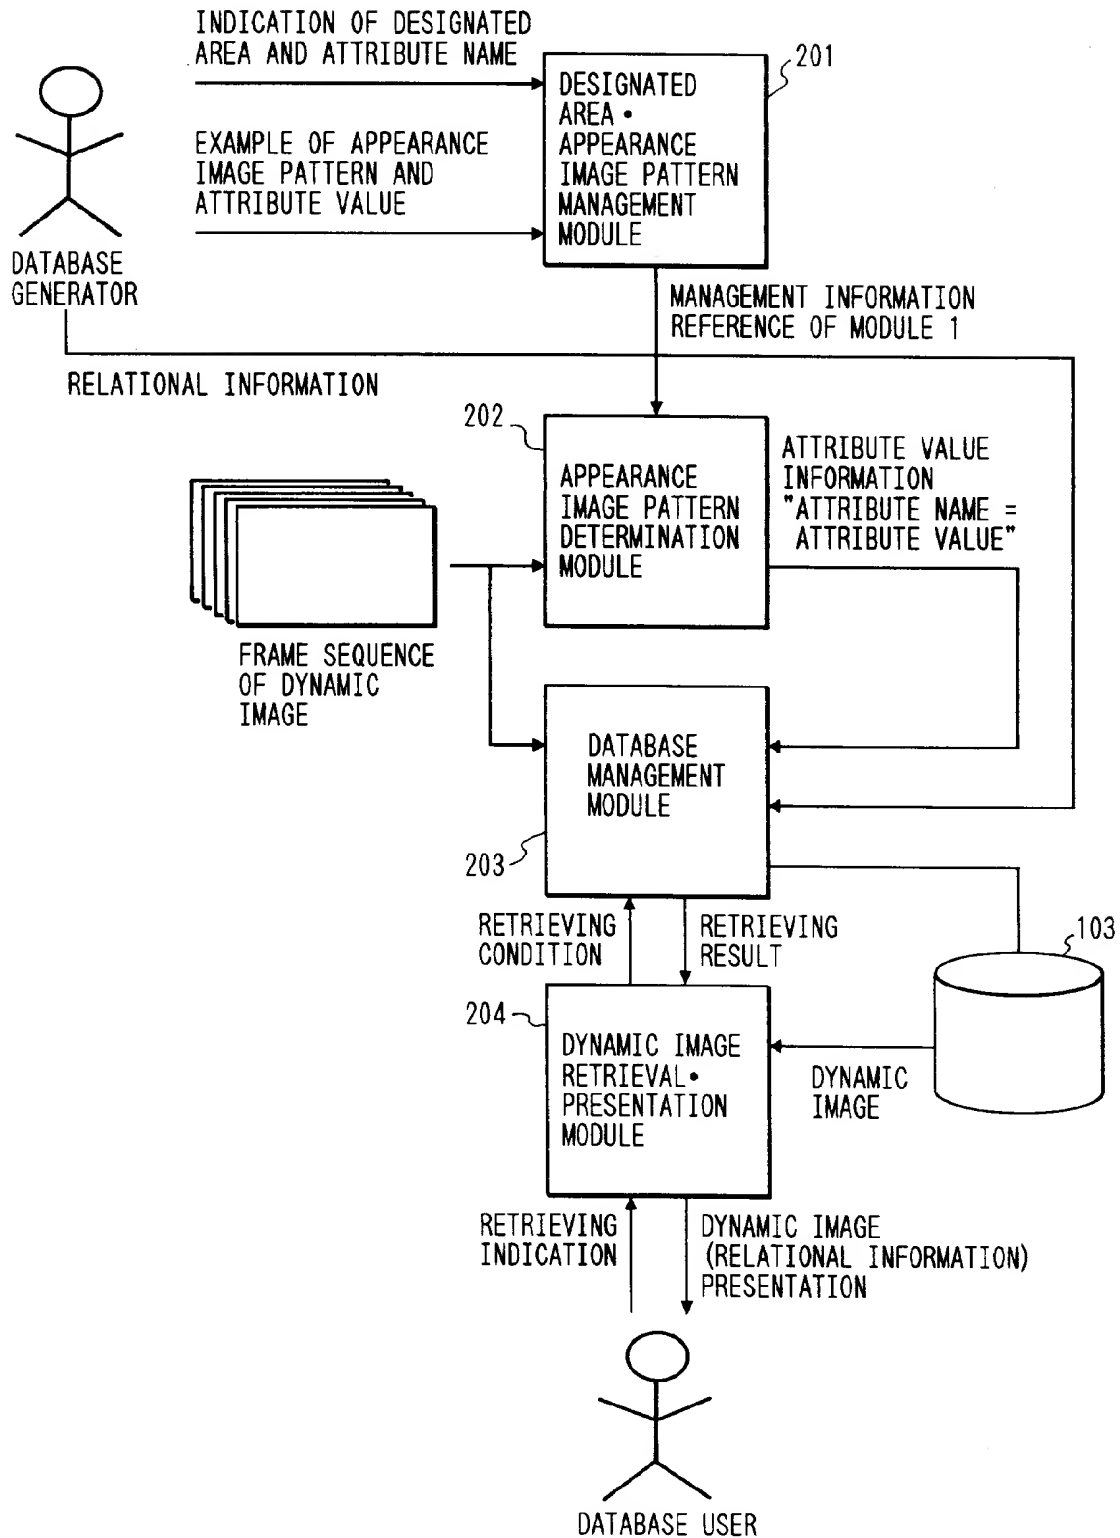 INDICATION OF DESIGNATED
AREA AND ATTRIBUTE NAME
201
DESIGNATED
AREA •
APPEARANCE
IMAGE PATTERN
MANAGEMENT
MODULE
EXAMPLE OF APPEARANCE
IMAGE PATTERN AND
ATTRIBUTE VALUE
DATABASE
GENERATOR
MANAGEMENT INFORMATION
REFERENCE OF MODULE 1
RELATIONAL INFORMATION
202
APPEARANCE
IMAGE PATTERN
DETERMINATION
MODULE
ATTRIBUTE VALUE
INFORMATION
"ATTRIBUTE NAME =
ATTRIBUTE VALUE"
FRAME SEQUENCE
OF DYNAMIC
IMAGE
DATABASE
MANAGEMENT
MODULE
203
RETRIEVING
CONDITION
RETRIEVING
RESULT
103
204
DYNAMIC IMAGE
RETRIEVAL •
PRESENTATION
MODULE
DYNAMIC
IMAGE
RETRIEVING
INDICATION
DYNAMIC IMAGE
(RELATIONAL INFORMATION)
PRESENTATION
DATABASE USER